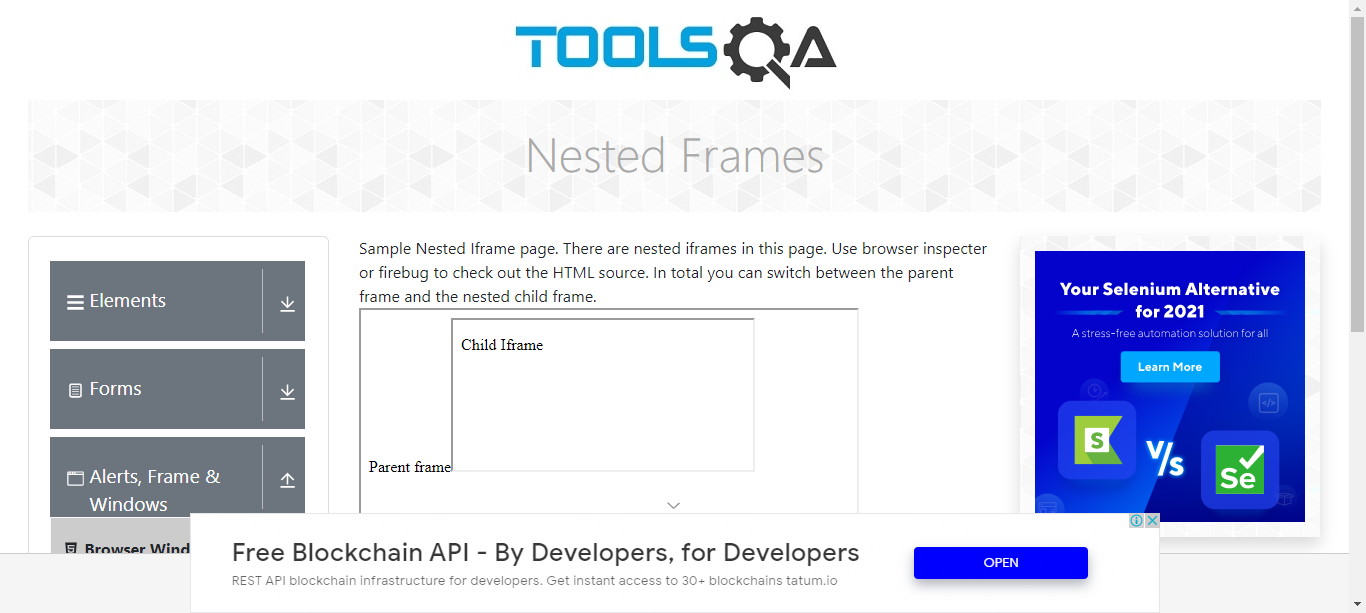 TOOLSQA
Nested Frames
Elements
Forms
Alerts, Frame &
Windows
Browser Wind
Sample Nested Iframe page. There are nested iframes in this page. Use browser inspecter
or firebug to check out the HTML source. In total you can switch between the parent
frame and the nested child frame.
Child Iframe
Parent frame
Your Selenium Alternative
for 2021
A stress-free automation solution for all
Learn More
S
V/s
Se
Free Blockchain API - By Developers, for Developers
REST API blockchain infrastructure for developers. Get instant access to 30+ blockchains tatum.io
OPEN